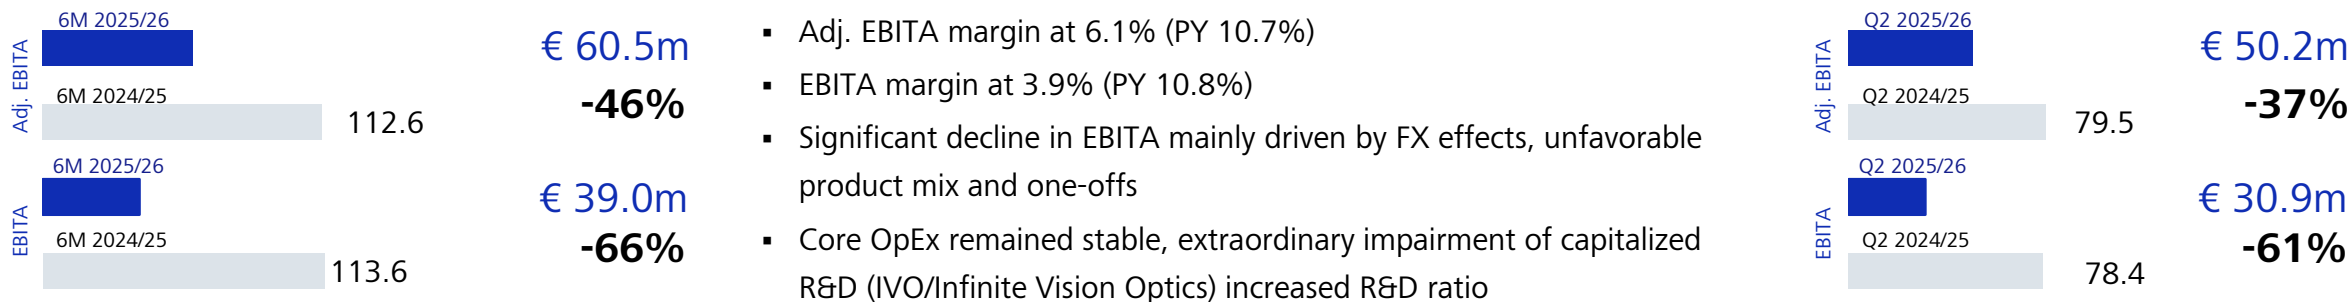 6M 2025/26
Adj. EBITA
€ 60.5m
6M 2024/25
112.6
-46%
6M 2025/26
EBITA
€ 39.0m
6M 2024/25
113.6
-66%
▪ Adj. EBITA margin at 6.1% (PY 10.7%)
▪ EBITA margin at 3.9% (PY 10.8%)
▪ Significant decline in EBITA mainly driven by FX effects, unfavorable
product mix and one-offs
▪ Core OpEx remained stable, extraordinary impairment of capitalized
R&D (IVO/Infinite Vision Optics) increased R&D ratio
Q2 2025/26
Adj. EBITA
€ 50.2m
Q2 2024/25
79.5
-37%
Q2 2025/26
EBITA
€ 30.9m
Q2 2024/25
78.4
-61%